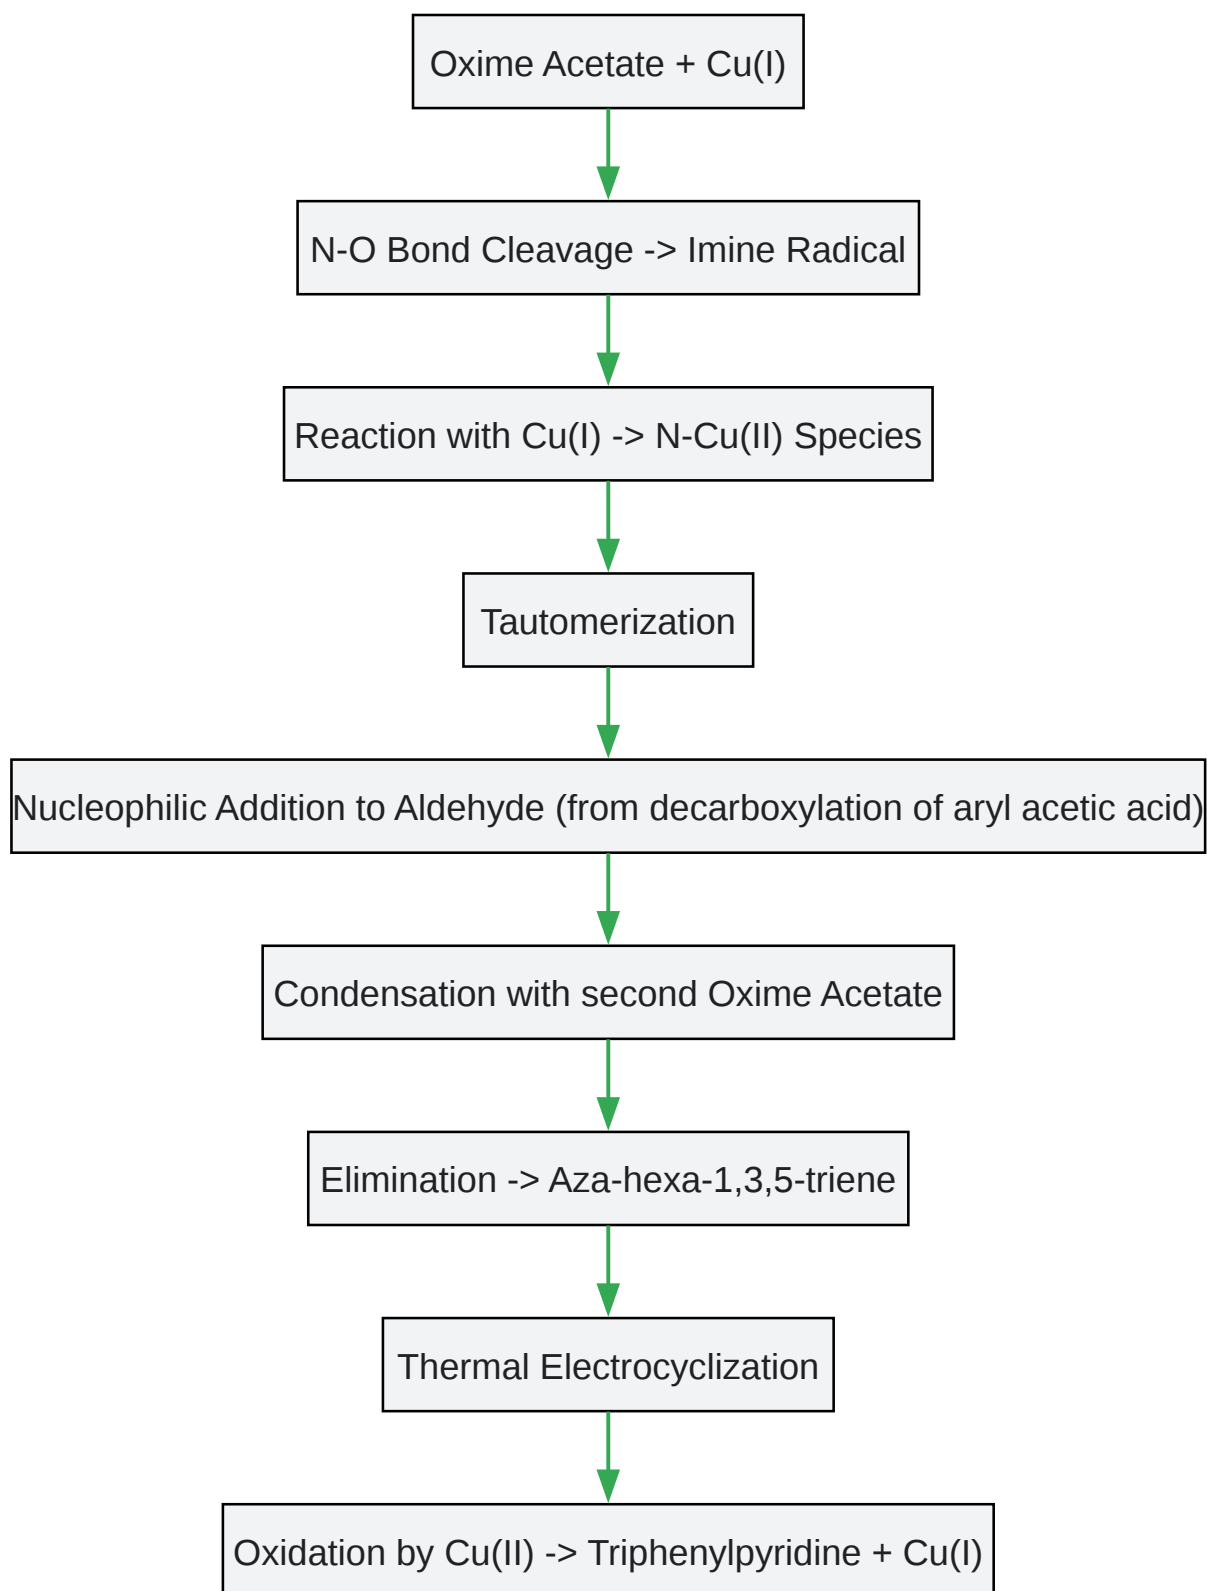 Oxime Acetate + Cu(I)
N-O Bond Cleavage -> Imine Radical
Reaction with Cu(I) -> N-Cu(II) Species
Tautomerization
Nucleophilic Addition to Aldehyde (from decarboxylation of aryl acetic acid)
Condensation with second Oxime Acetate
Elimination -> Aza-hexa-1,3,5-triene
Thermal Electrocyclization
Oxidation by Cu(II) -> Triphenylpyridine + Cu(I)